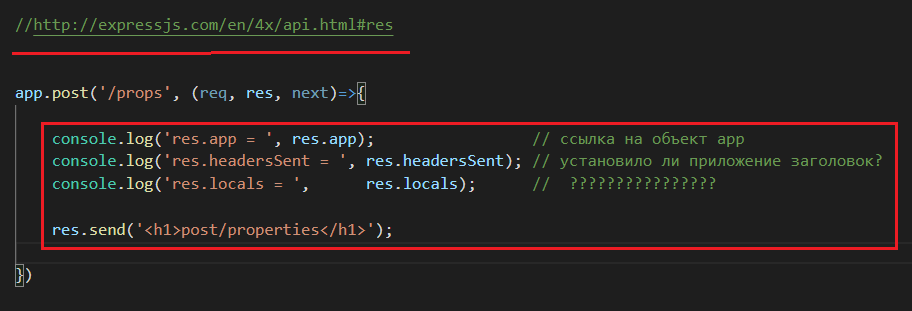 //http://expressjs.com/en/4x/api.html#res
app.post('/props', (req, res, next)=>{
console.log('res.app = ', res.app); // ссылка на объект app
console.log('res.headersSent = ', res.headersSent); // установило ли приложение заголовок?
console.log('res.locals = ', res.locals); // ????????????????
res.send('<h1>post/properties</h1>');
})